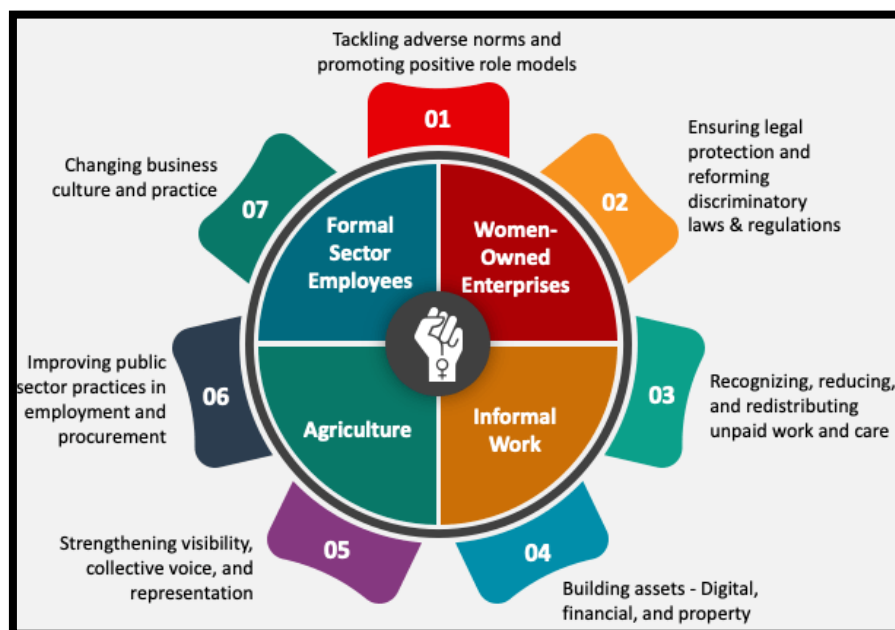 Tackling adverse norms and
promoting positive role models
01
Ensuring legal
protection and
reforming
discriminatory
laws & regulations
02
Recognizing, reducing,
and redistributing
unpaid work and care
03
Building assets - Digital,
financial, and property
04
Strengthening visibility,
collective voice, and
representation
05
Improving public
sector practices in
employment and
procurement
06
Changing business
culture and practice
07
Formal
Sector
Employees
Women-
Owned
Enterprises
Agriculture
Informal
Work